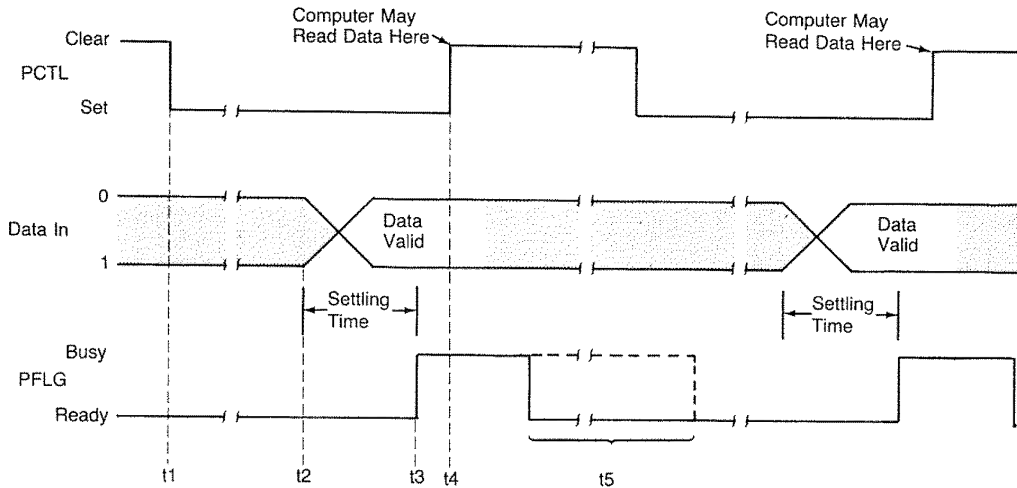 Computer May
Read Data Here
Computer May
Read Data Here
Clear
PCTL
Set
0
Data In
1
Data
Valid
Data
Valid
Settling
Time
Settling
Time
Busy
PFLG
Ready
t1
t2
t3
t4
t5